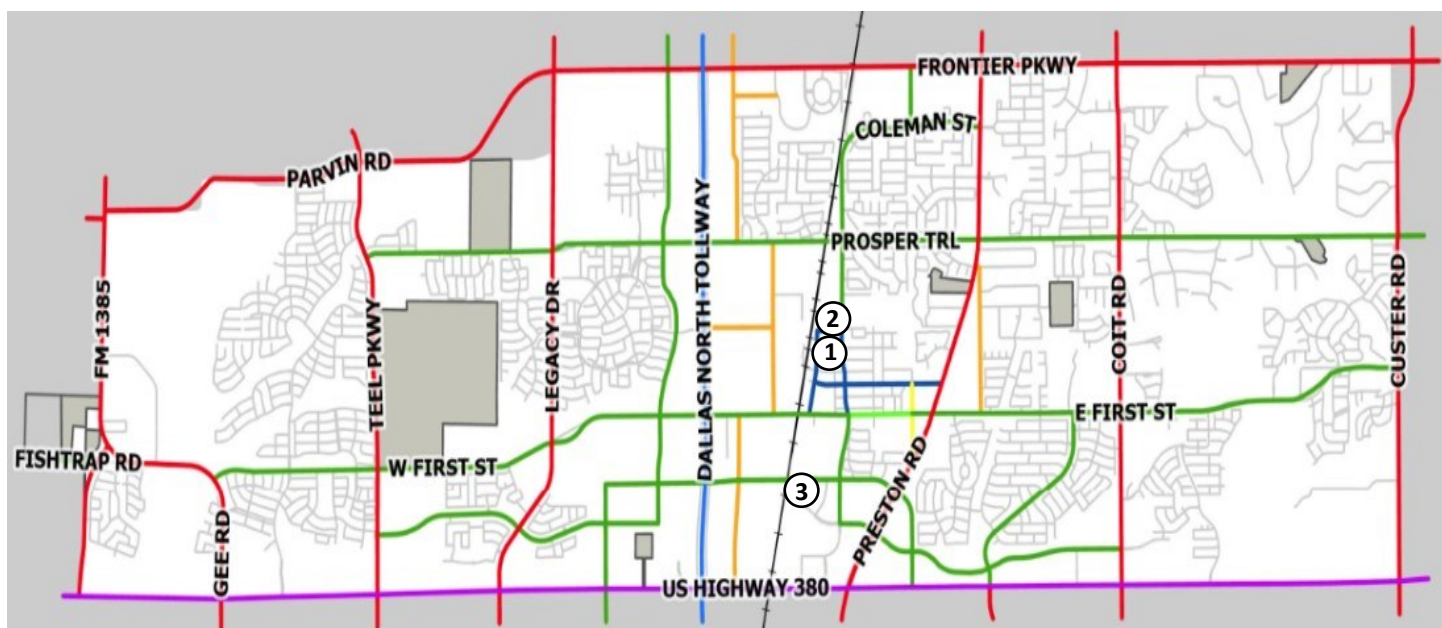 FRONTIER PKWY
COLEMAN ST
PARVIN RD
DALLAS NORTH TOLLWAY
PROSPER TRL
FM 1385
TEEL PKWY
LEGACY DR
COIT RD
CUSTER RD
2
1
E FIRST ST
FISHTRAP RD
W FIRST ST
PRESTON RD
3
GEE RD
US HIGHWAY 380